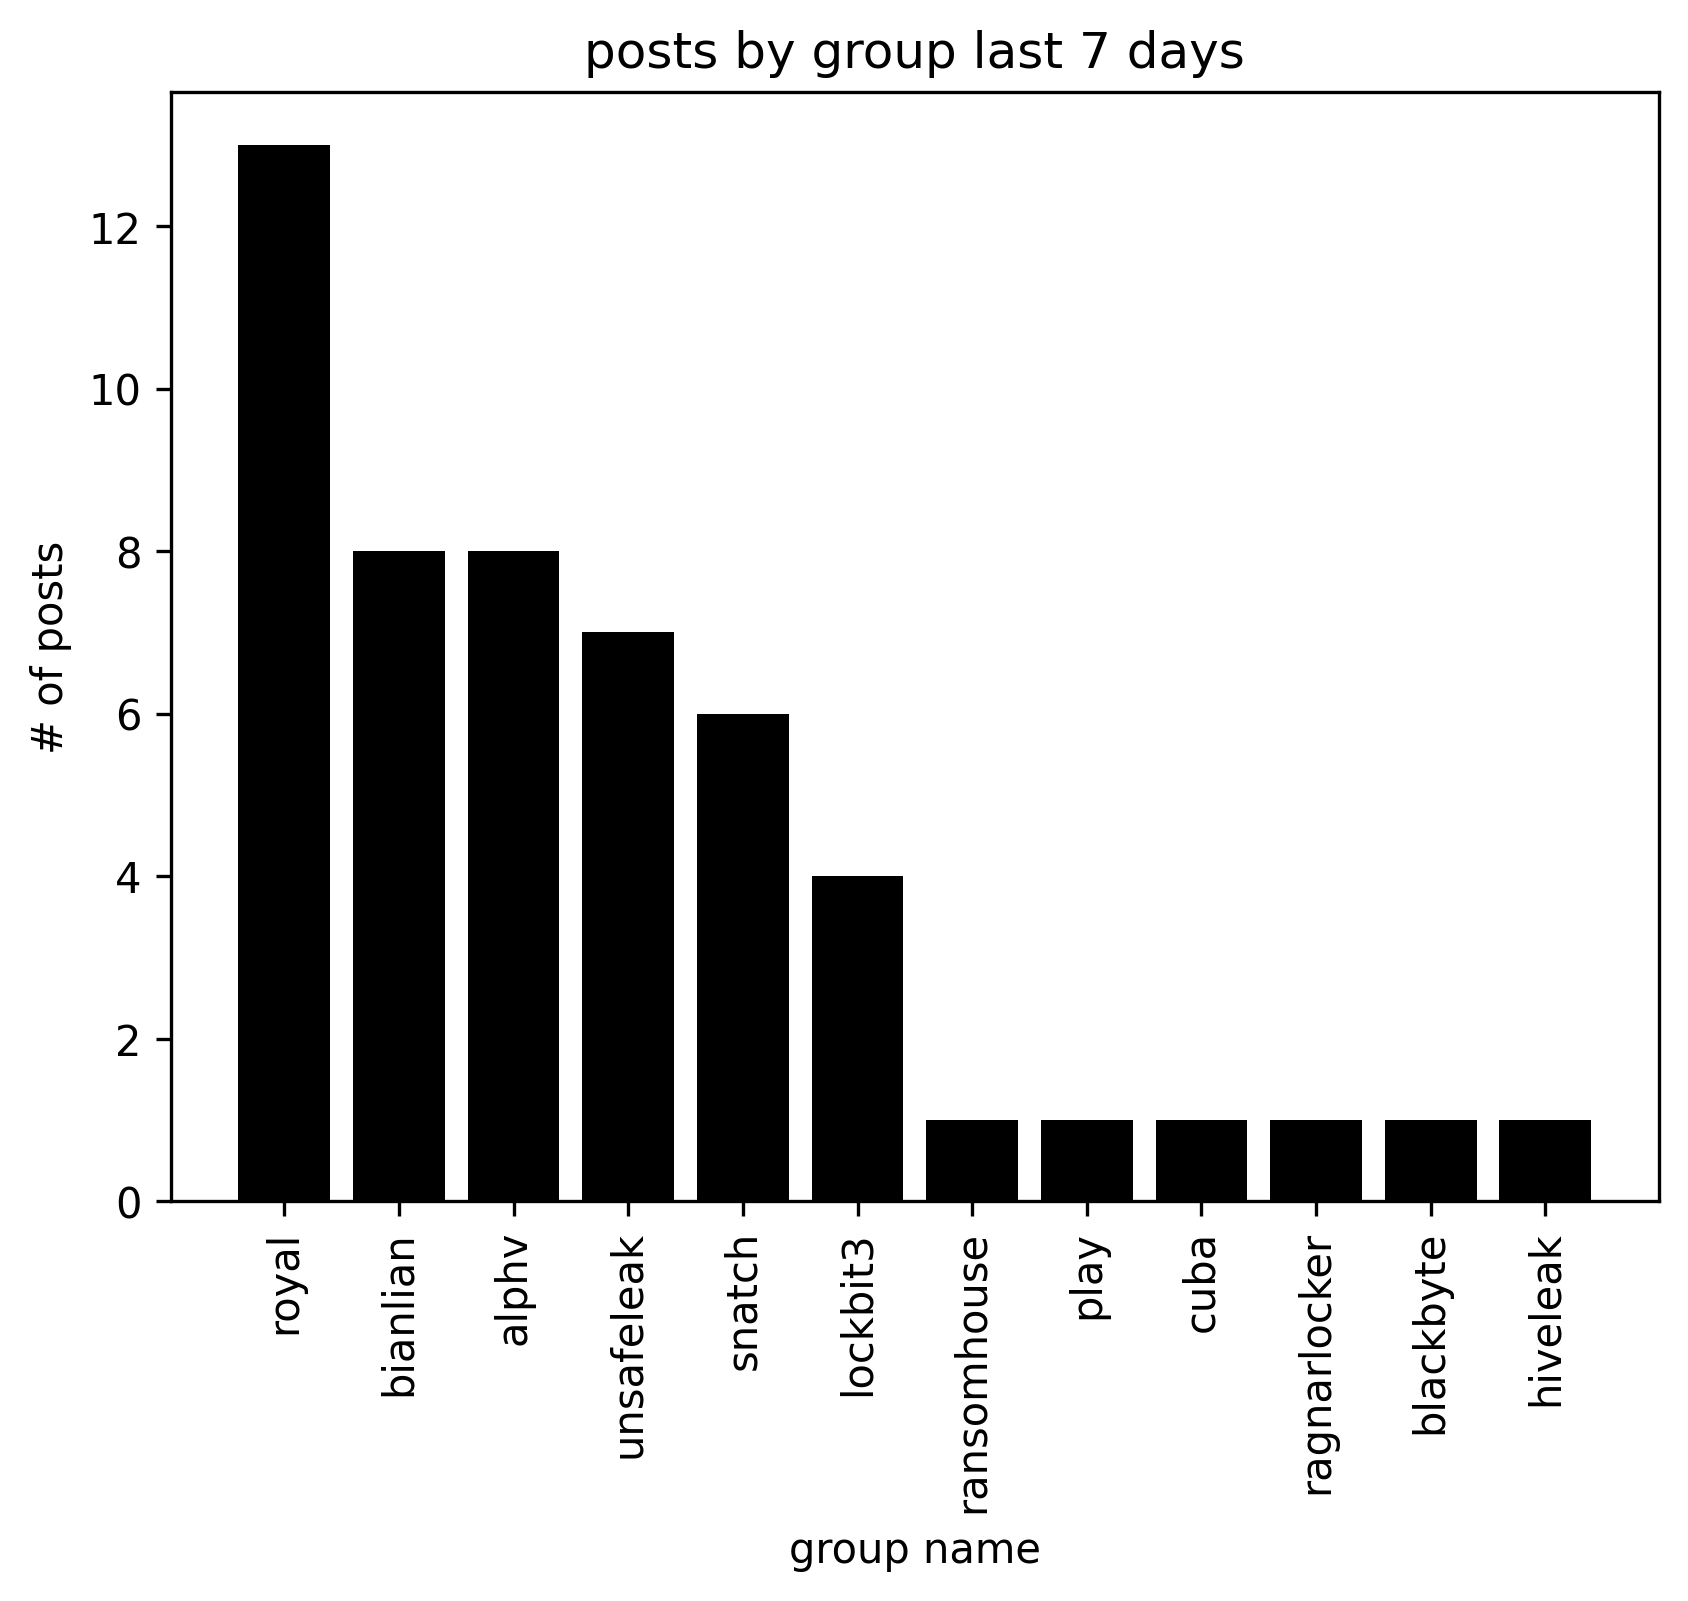 posts by group last 7 days
# of posts
12
10
8
6
4
2
0
royal
bianlian
alphv
unsafeleak
snatch
lockbit3
ransomhouse
play
cuba
ragnarlocker
blackbyte
hiveleak
group name